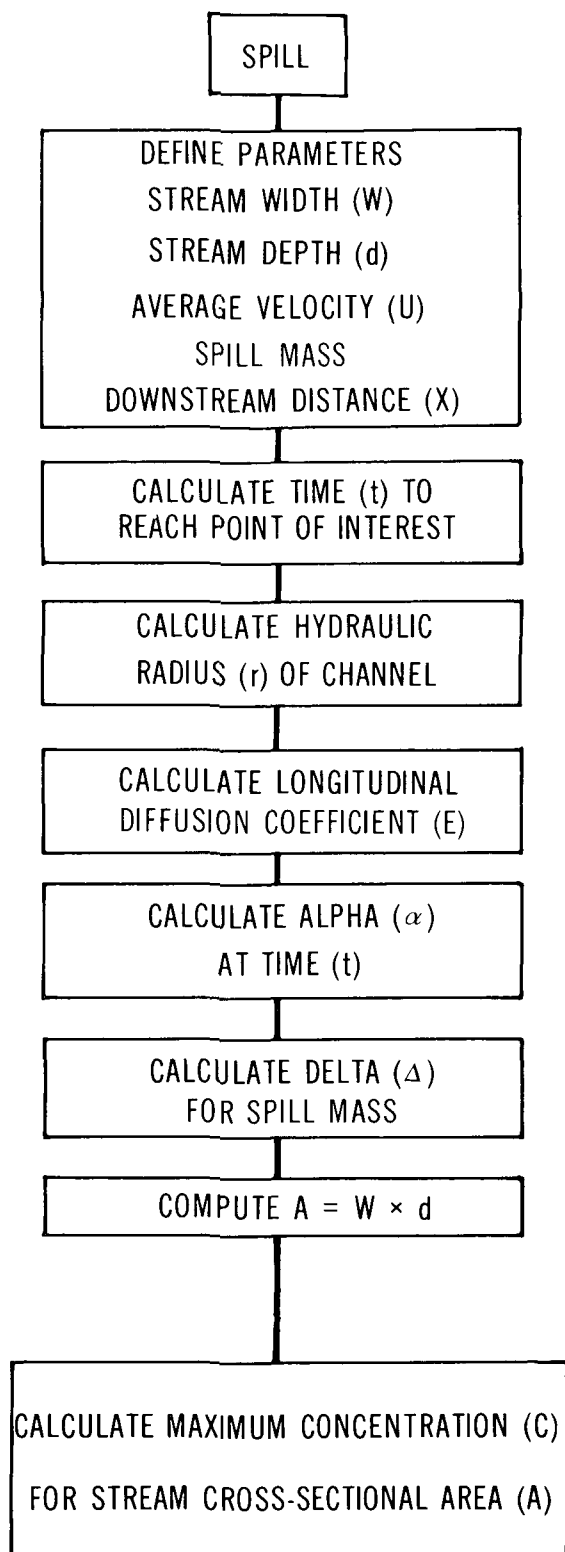 SPILL
DEFINE PARAMETERS
STREAM WIDTH (W)
STREAM DEPTH (d)
AVERAGE VELOCITY (U)
SPILL MASS
DOWNSTREAM DISTANCE (X)
CALCULATE TIME (t) TO
REACH POINT OF INTEREST
CALCULATE HYDRAULIC
RADIUS (r) OF CHANNEL
CALCULATE LONGITUDINAL
DIFFUSION COEFFICIENT (E)
CALCULATE ALPHA (α)
AT TIME (t)
CALCULATE DELTA (Δ)
FOR SPILL MASS
COMPUTE A = W × d
CALCULATE MAXIMUM CONCENTRATION (C)
FOR STREAM CROSS-SECTIONAL AREA (A)